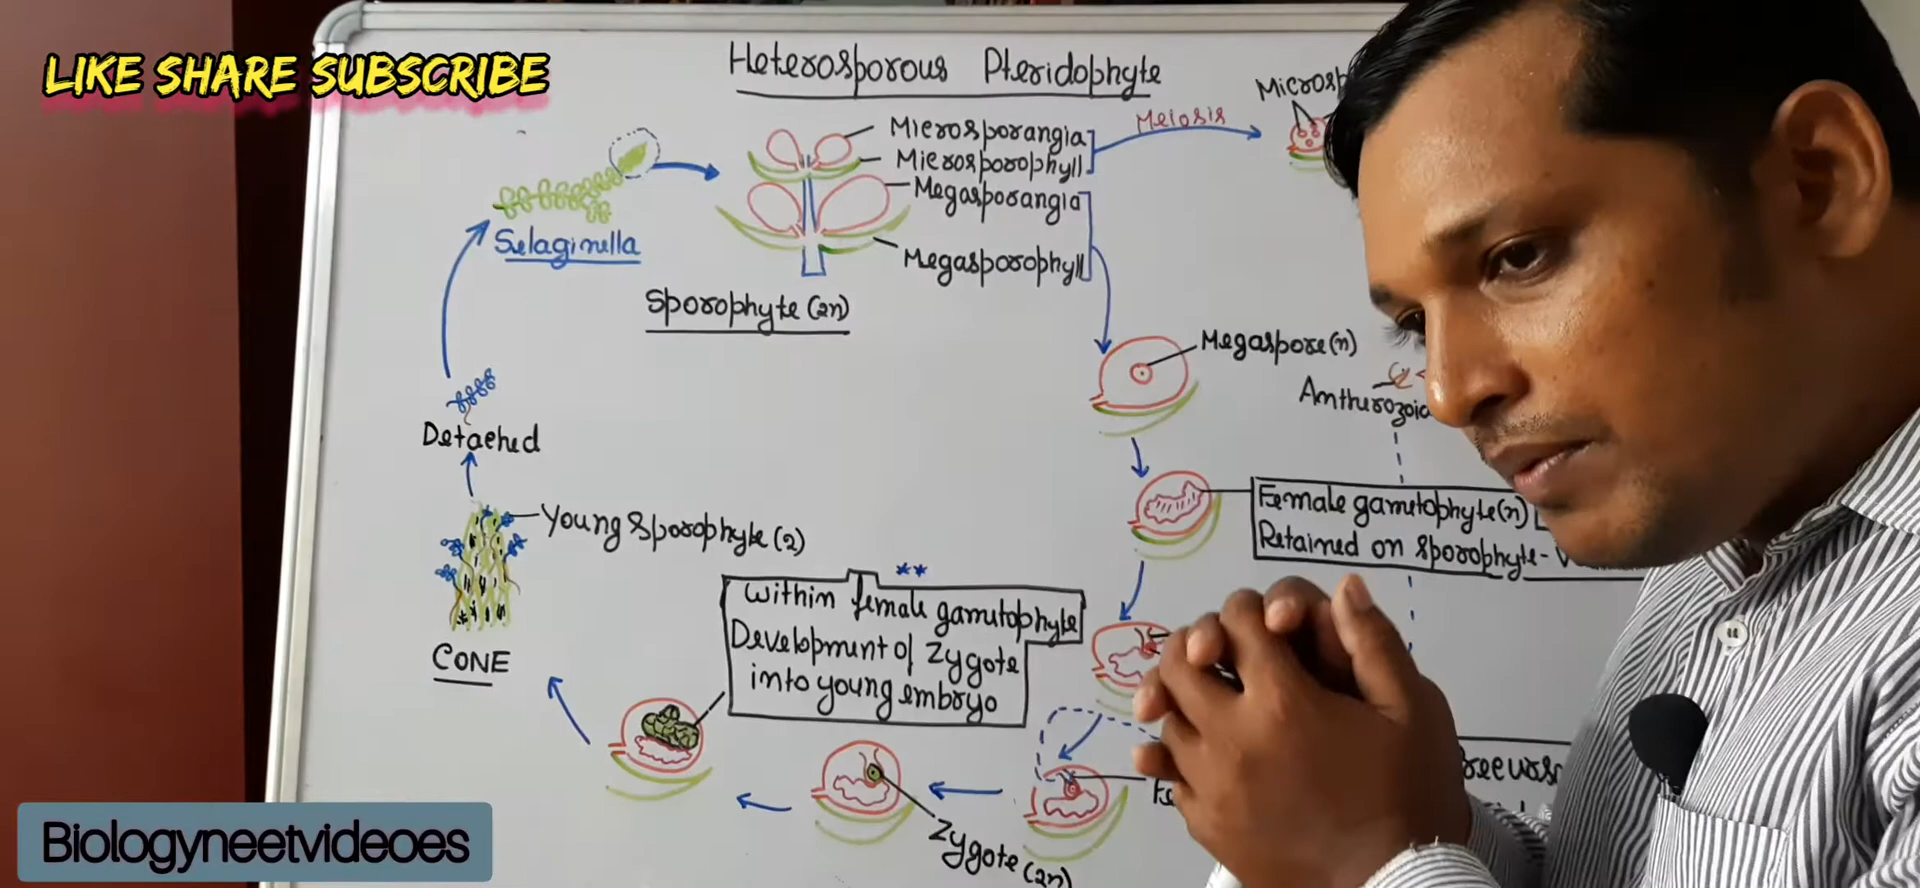 LIKE SHARE SUBSCRIBE
Heterosporous Pteridophyte
Microsporangia
Microsporophyll
Megasporangia
Megasporophyll
Meiosis
Selaginella
Sporophyte (2n)
Megaspore (n)
Detached
Young sporophyte (2)
CONE
Female gametophyte (n)
Retained on sporophyte -
**
Within female gametophyte
Development of Zygote
into young embryo
Zygote (2n)
Biologyneetvideoes